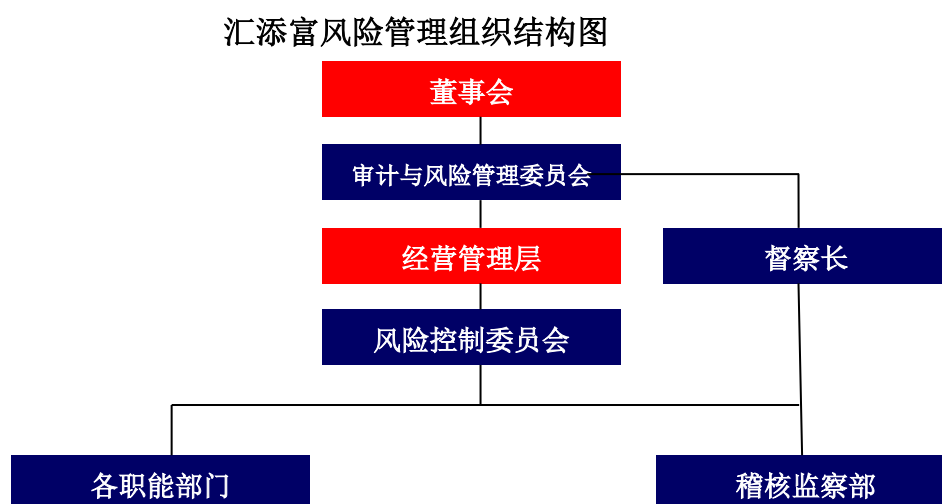 汇添富风险管理组织结构图
董事会
审计与风险管理委员会
经营管理层
督察长
风险控制委员会
各职能部门
稽核监察部